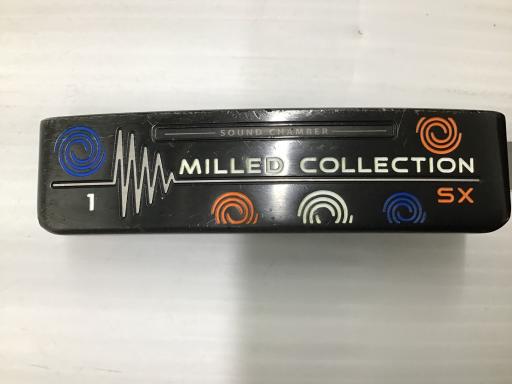 SOUND CHAMBER
MILLED COLLECTION
1
SX